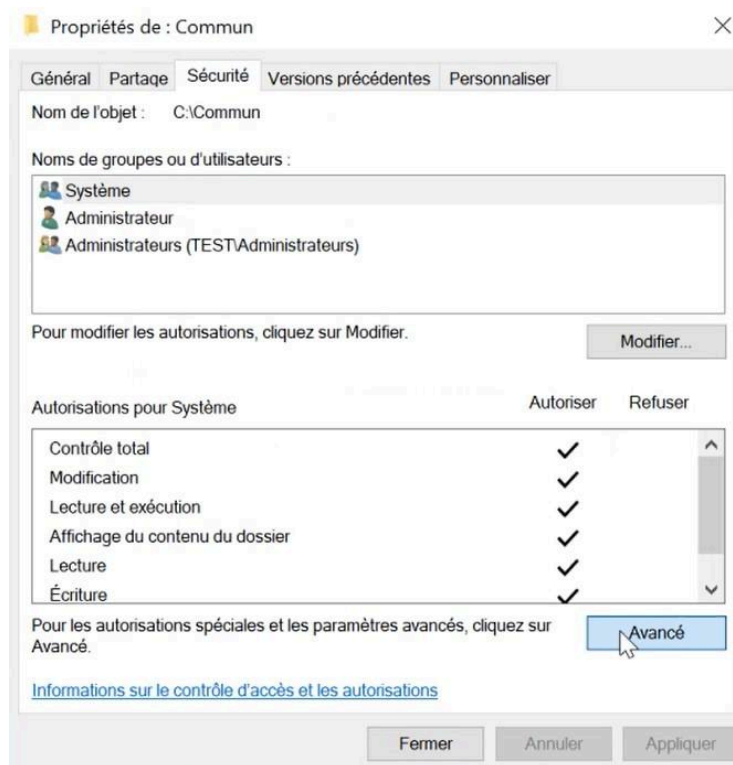 Propriétés de : Commun
Général Partage Sécurité Versions précédentes Personnaliser
Nom de l'objet : C:\Commun
Noms de groupes ou d'utilisateurs :
Système
Administrateur
Administrateurs (TEST\Administrateurs)
Pour modifier les autorisations, cliquez sur Modifier.
Modifier...
Autorisations pour Système Autoriser Refuser
Contrôle total
Modification
Lecture et exécution
Affichage du contenu du dossier
Lecture
Écriture
Pour les autorisations spéciales et les paramètres avancés, cliquez sur
Avancé.
Avancé
Informations sur le contrôle d'accès et les autorisations
Fermer Annuler Appliquer